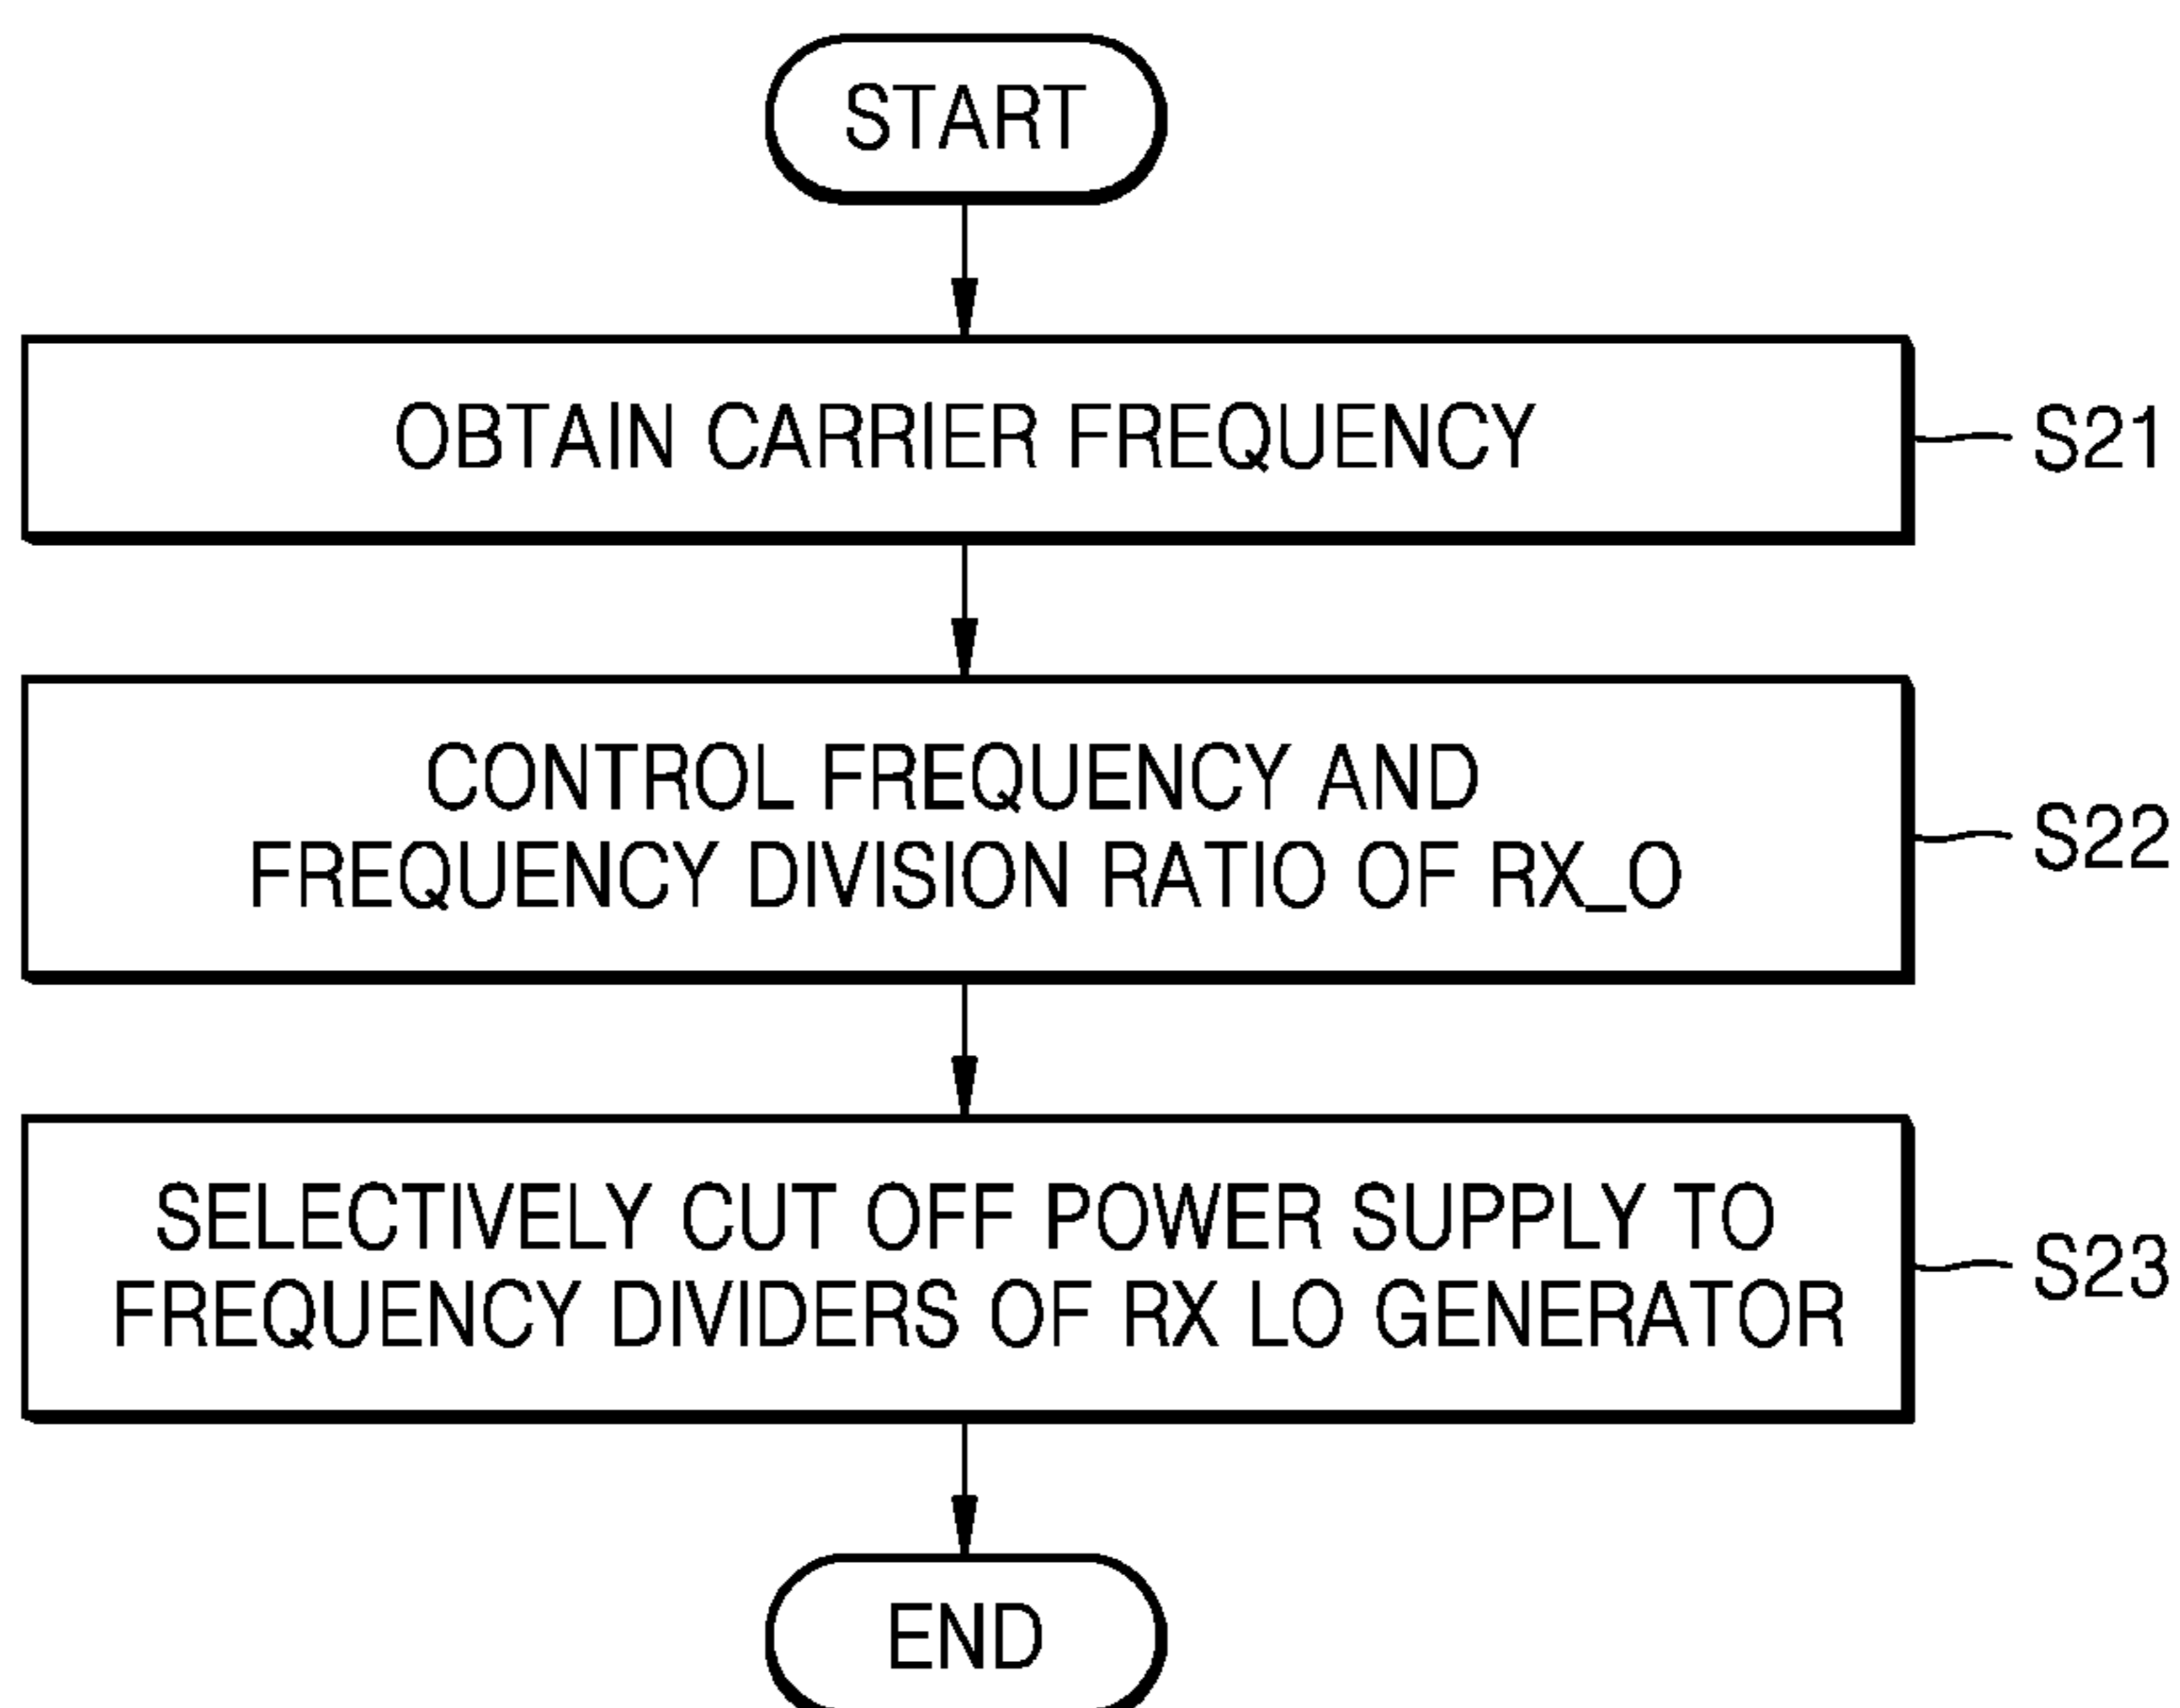 START
OBTAIN CARRIER FREQUENCY
S21
CONTROL FREQUENCY AND
FREQUENCY DIVISION RATIO OF RX_O
S22
SELECTIVELY CUT OFF POWER SUPPLY TO
FREQUENCY DIVIDERS OF RX LO GENERATOR
S23
END